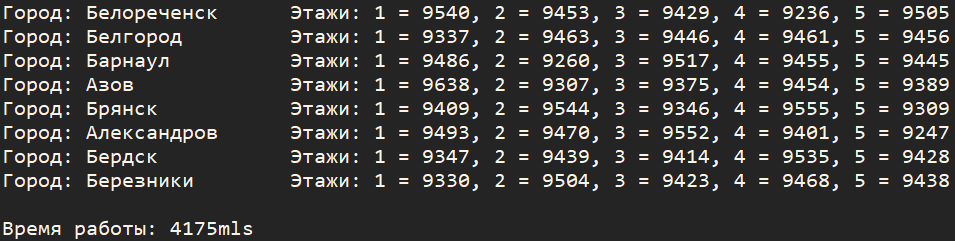 Город: Белореченск Этажи: 1 = 9540, 2 = 9453, 3 = 9429, 4 = 9236, 5 = 9505
Город: Белгород Этажи: 1 = 9337, 2 = 9463, 3 = 9446, 4 = 9461, 5 = 9456
Город: Барнаул Этажи: 1 = 9486, 2 = 9260, 3 = 9517, 4 = 9455, 5 = 9445
Город: Азов Этажи: 1 = 9638, 2 = 9307, 3 = 9375, 4 = 9454, 5 = 9389
Город: Брянск Этажи: 1 = 9409, 2 = 9544, 3 = 9346, 4 = 9555, 5 = 9309
Город: Александров Этажи: 1 = 9493, 2 = 9470, 3 = 9552, 4 = 9401, 5 = 9247
Город: Бердск Этажи: 1 = 9347, 2 = 9439, 3 = 9414, 4 = 9535, 5 = 9428
Город: Березники Этажи: 1 = 9330, 2 = 9504, 3 = 9423, 4 = 9468, 5 = 9438
Время работы: 4175mls